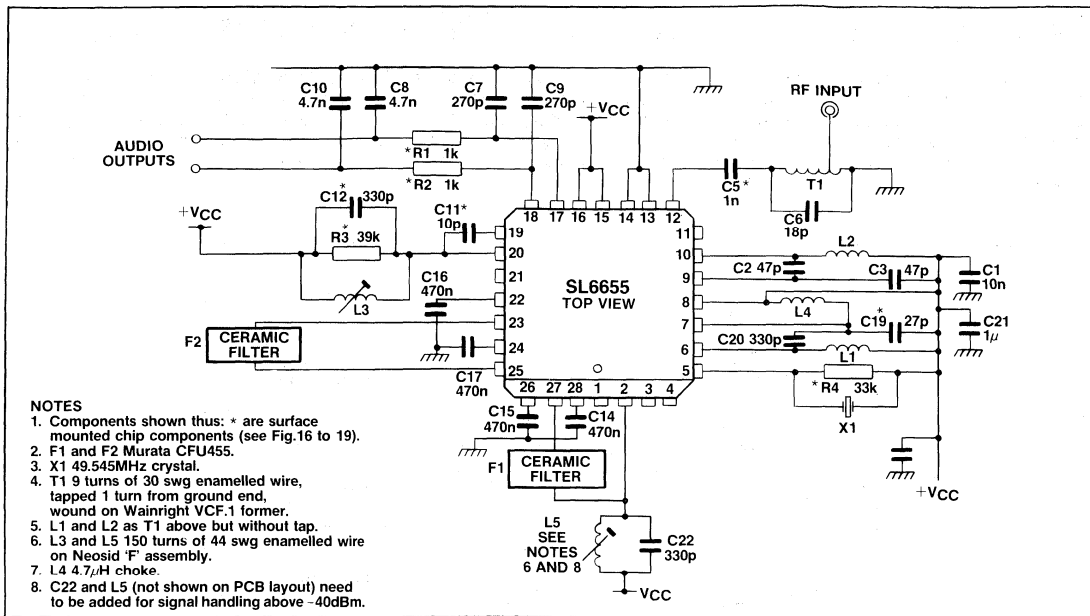 C10
4.7n
C8
4.7n
C7
270p
C9
270p
+VCC
RF INPUT
AUDIO
OUTPUTS
*R1 1k
*R2 1k
C5*
1n
T1
C6
18p
C12*
330p
+VCC
R3* 39k
L3
C11*
10p
C16
470n
18 17 16 15 14 13 12
19
20
21
22
23
24
25
SL6655
TOP VIEW
11
10
9
8
7
6
5
26 27 28 1 2 3 4
L2
C2 47p
C3 47p
C1
10n
L4
C19* 27p
C20 330p
C21
1μ
L1
*R4 33k
X1
+VCC
F2
CERAMIC
FILTER
C17
470n
C15
470n
C14
470n
F1
CERAMIC
FILTER
L5
SEE
NOTES
6 AND 8
C22
330p
VCC
NOTES
1. Components shown thus: * are surface
mounted chip components (see Fig.16 to 19).
2. F1 and F2 Murata CFU455.
3. X1 49.545MHz crystal.
4. T1 9 turns of 30 swg enamelled wire,
tapped 1 turn from ground end,
wound on Wainright VCF.1 former.
5. L1 and L2 as T1 above but without tap.
6. L3 and L5 150 turns of 44 swg enamelled wire
on Neosid 'F' assembly.
7. L4 4.7μH choke.
8. C22 and L5 (not shown on PCB layout) need
to be added for signal handling above -40dBm.